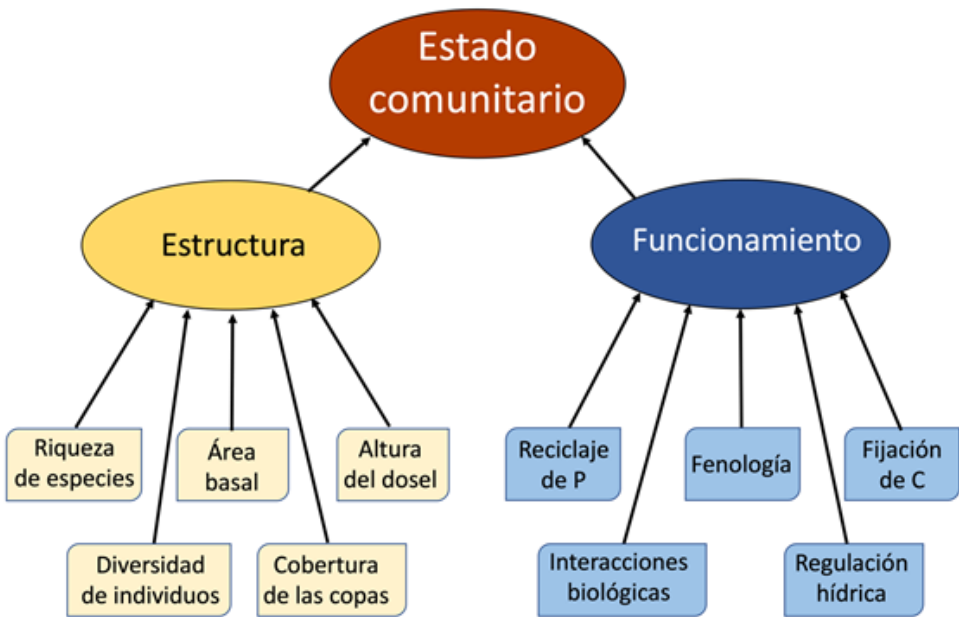 Estado
comunitario
Estructura
Funcionamiento
Riqueza
de especies
Área
basal
Altura
del dosel
Diversidad
de individuos
Cobertura
de las copas
Reciclaje
de P
Fenología
Fijación
de C
Interacciones
biológicas
Regulación
hídrica